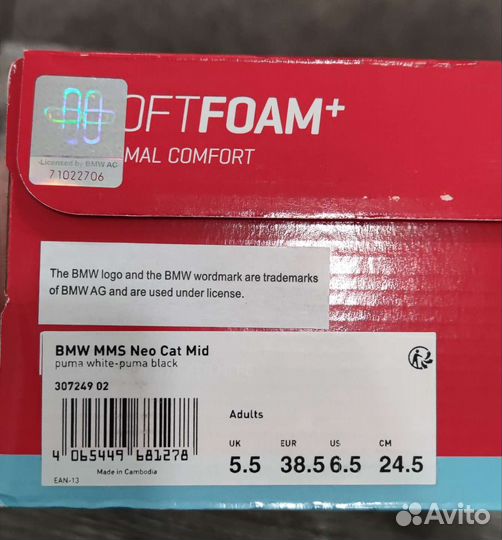 OFTFOAM+
MAL COMFORT
Licensed by BMW AG
71022706
The BMW logo and the BMW wordmark are trademarks
of BMW AG and are used under license.
BMW MMS Neo Cat Mid
puma white-puma black
307249 02
Adults
UK EUR US CM
5.5 38.5 6.5 24.5
4 065449 681278
Made in Cambodia
EAN-13
Avito